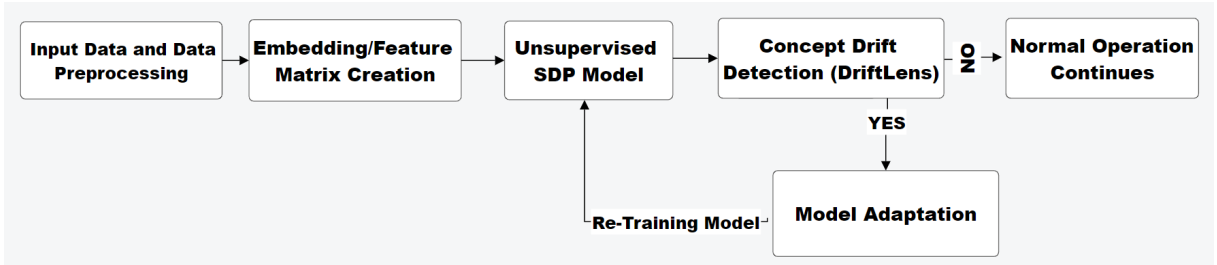 Input Data and Data
Preprocessing
Embedding/Feature
Matrix Creation
Unsupervised
SDP Model
Concept Drift
Detection (DriftLens)
NO
Normal Operation
Continues
YES
Model Adaptation
Re-Training Model